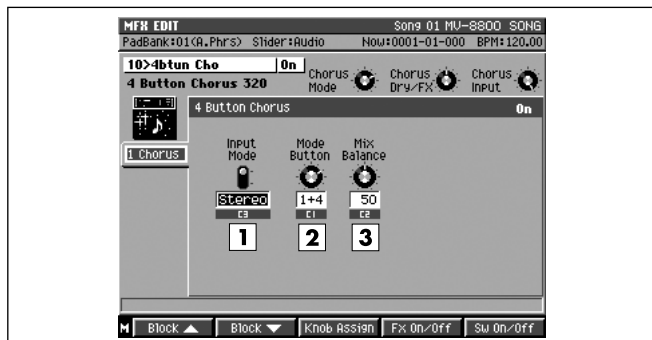 MFX EDIT Song 01 MV-8800 SONG
PadBank:01(A.Phrs) Slider:Audio Now:0001-01-000 BPM:120.00
10>4btun Cho On
4 Button Chorus 320
Chorus Mode
Chorus Dry/FX
Chorus Input
4 Button Chorus On
1 Chorus
Input Mode
Mode Button
Mix Balance
Stereo 1+4 50
C3 C1 C2
1 2 3
M Block ▲ Block ▼ Knob Assign Fx On/Off Sw On/Off